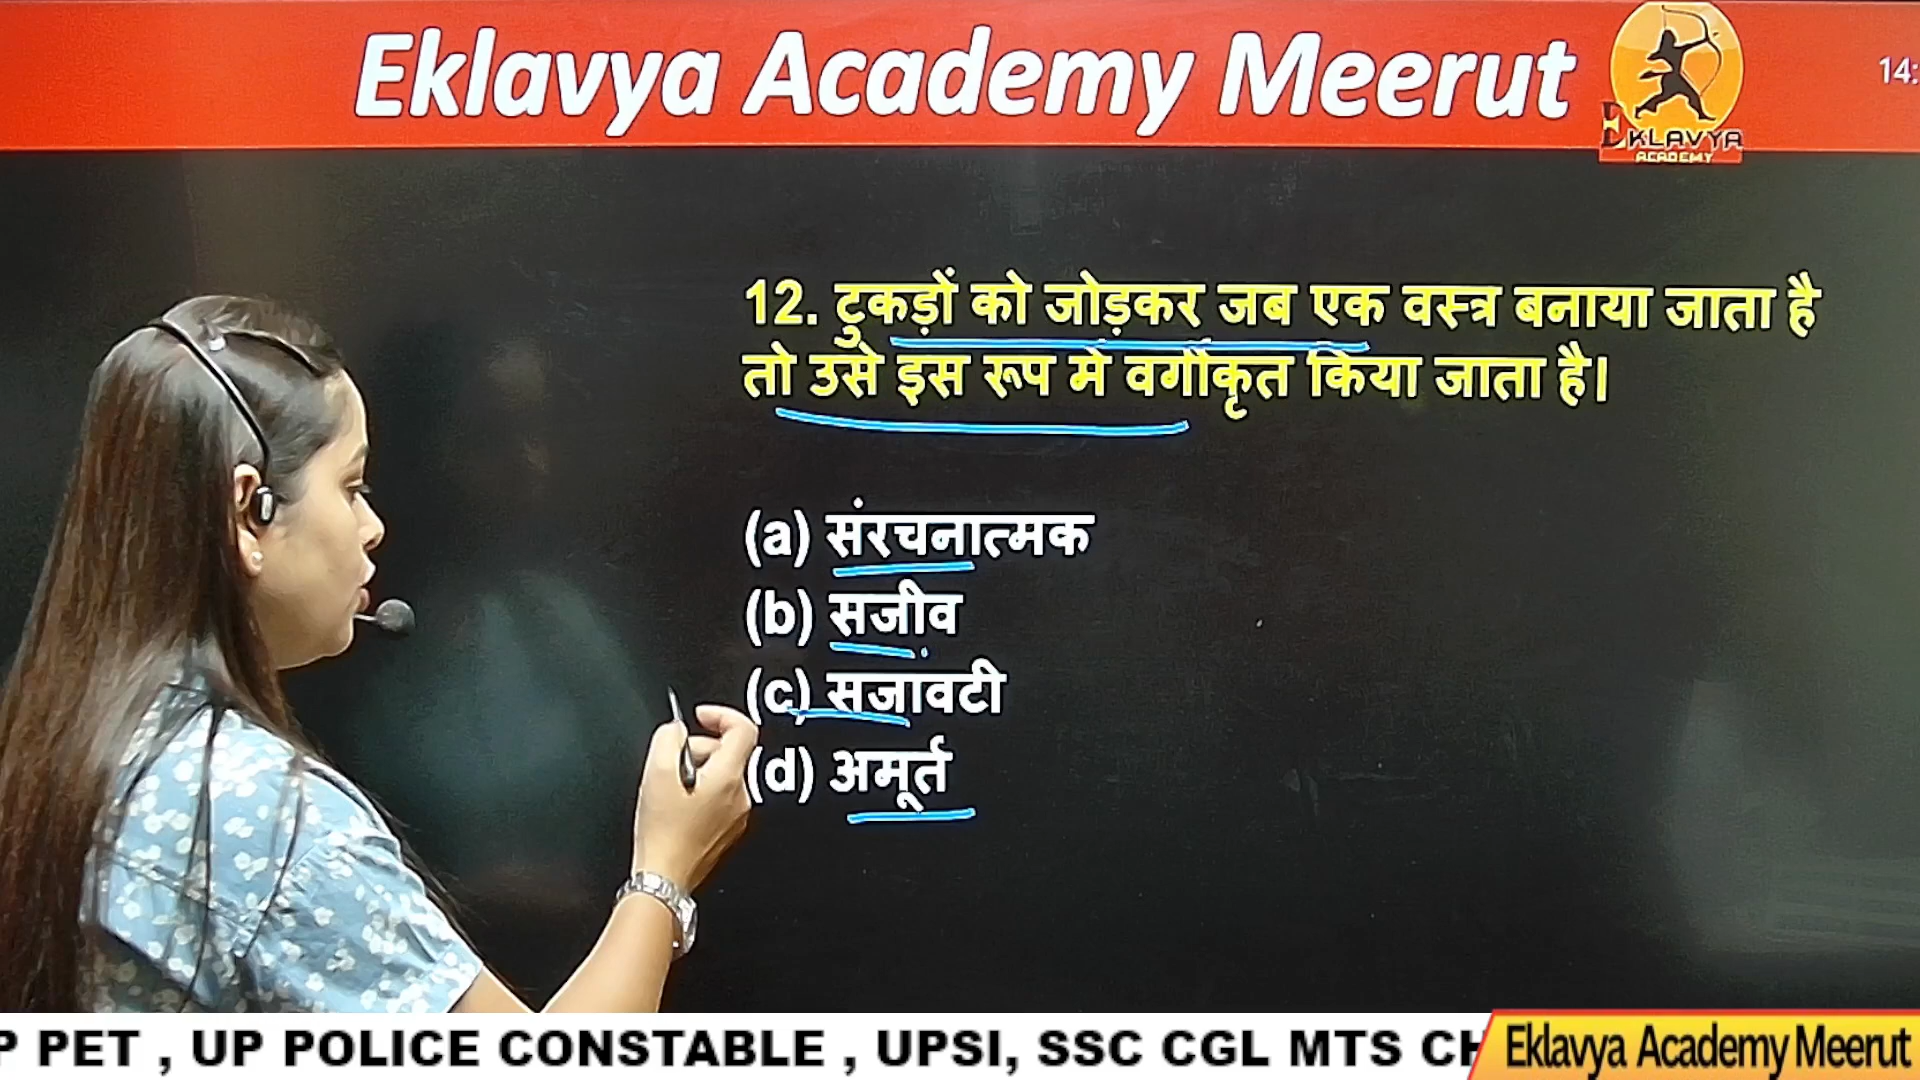 Eklavya Academy Meerut
14:
EKLAVYA
ACADEMY
12. टुकड़ों को जोड़कर जब एक वस्त्र बनाया जाता है
तो उसे इस रूप में वर्गीकृत किया जाता है।
(a) संरचनात्मक
(b) सजीव
(c) सजावटी
(d) अमूर्त
P PET , UP POLICE CONSTABLE , UPSI, SSC CGL MTS CH
Eklavya Academy Meerut